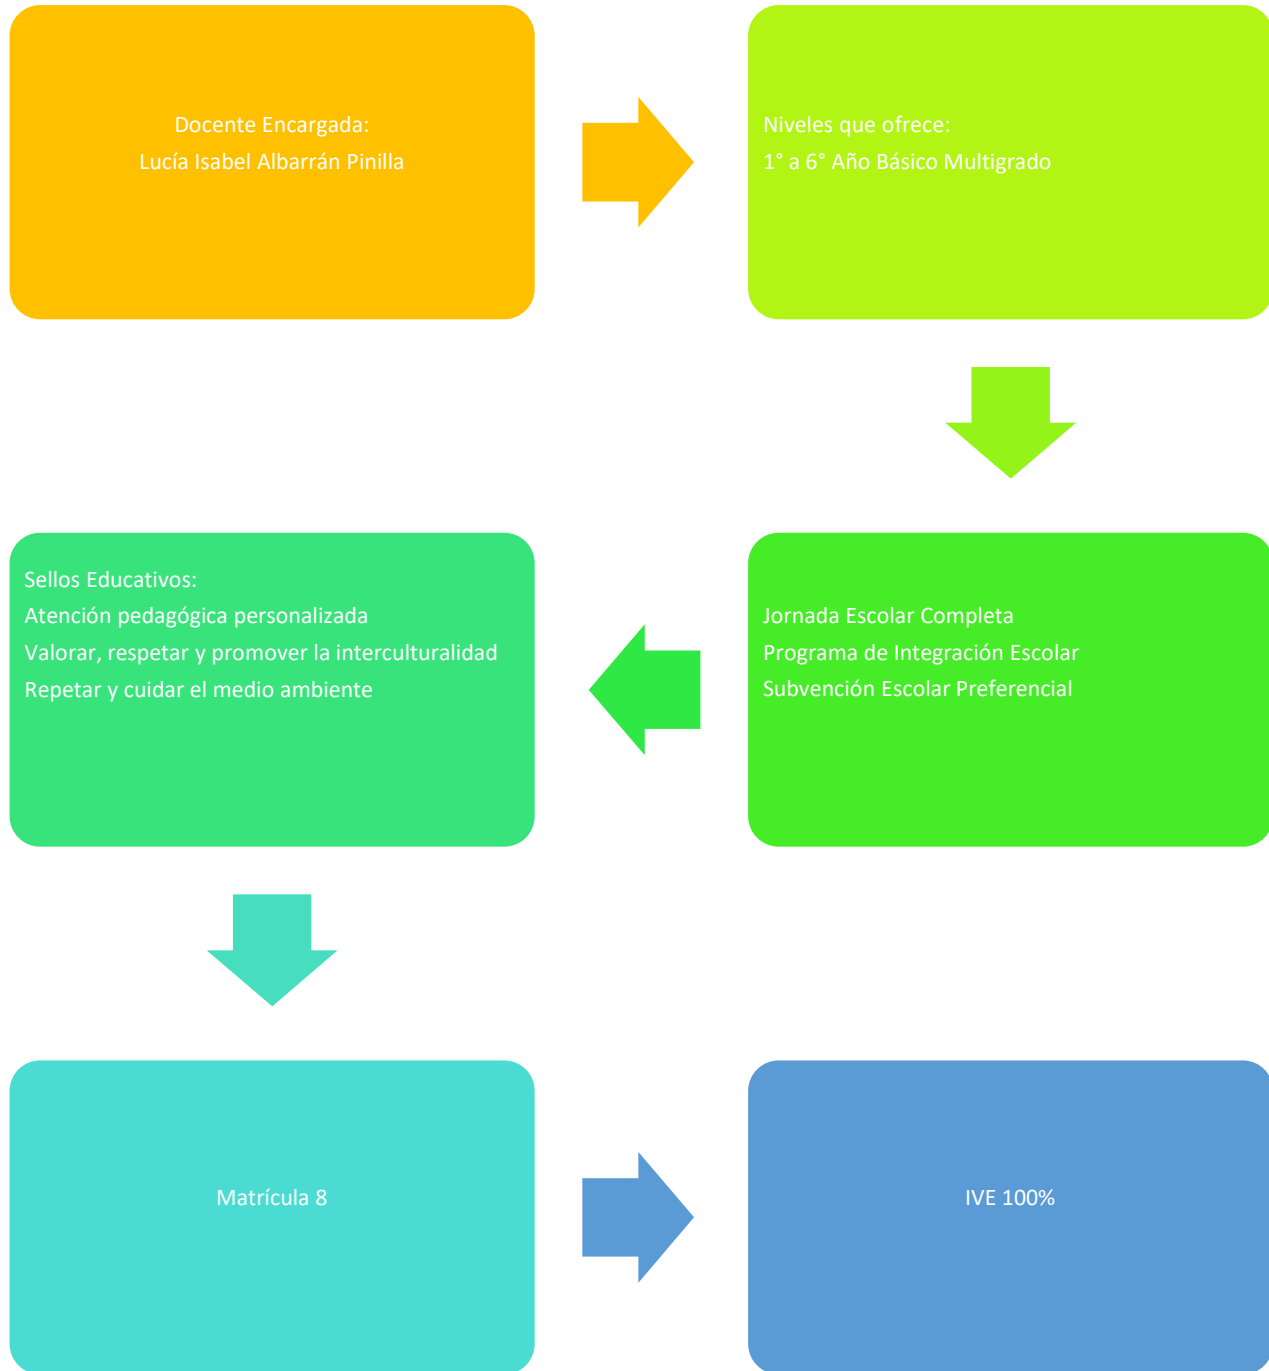 Docente Encargada:
Lucía Isabel Albarrán Pinilla
Niveles que ofrece:
1° a 6° Año Básico Multigrado
Jornada Escolar Completa
Programa de Integración Escolar
Subvención Escolar Preferencial
Sellos Educativos:
Atención pedagógica personalizada
Valorar, respetar y promover la interculturalidad
Repetar y cuidar el medio ambiente
Matrícula 8
IVE 100%